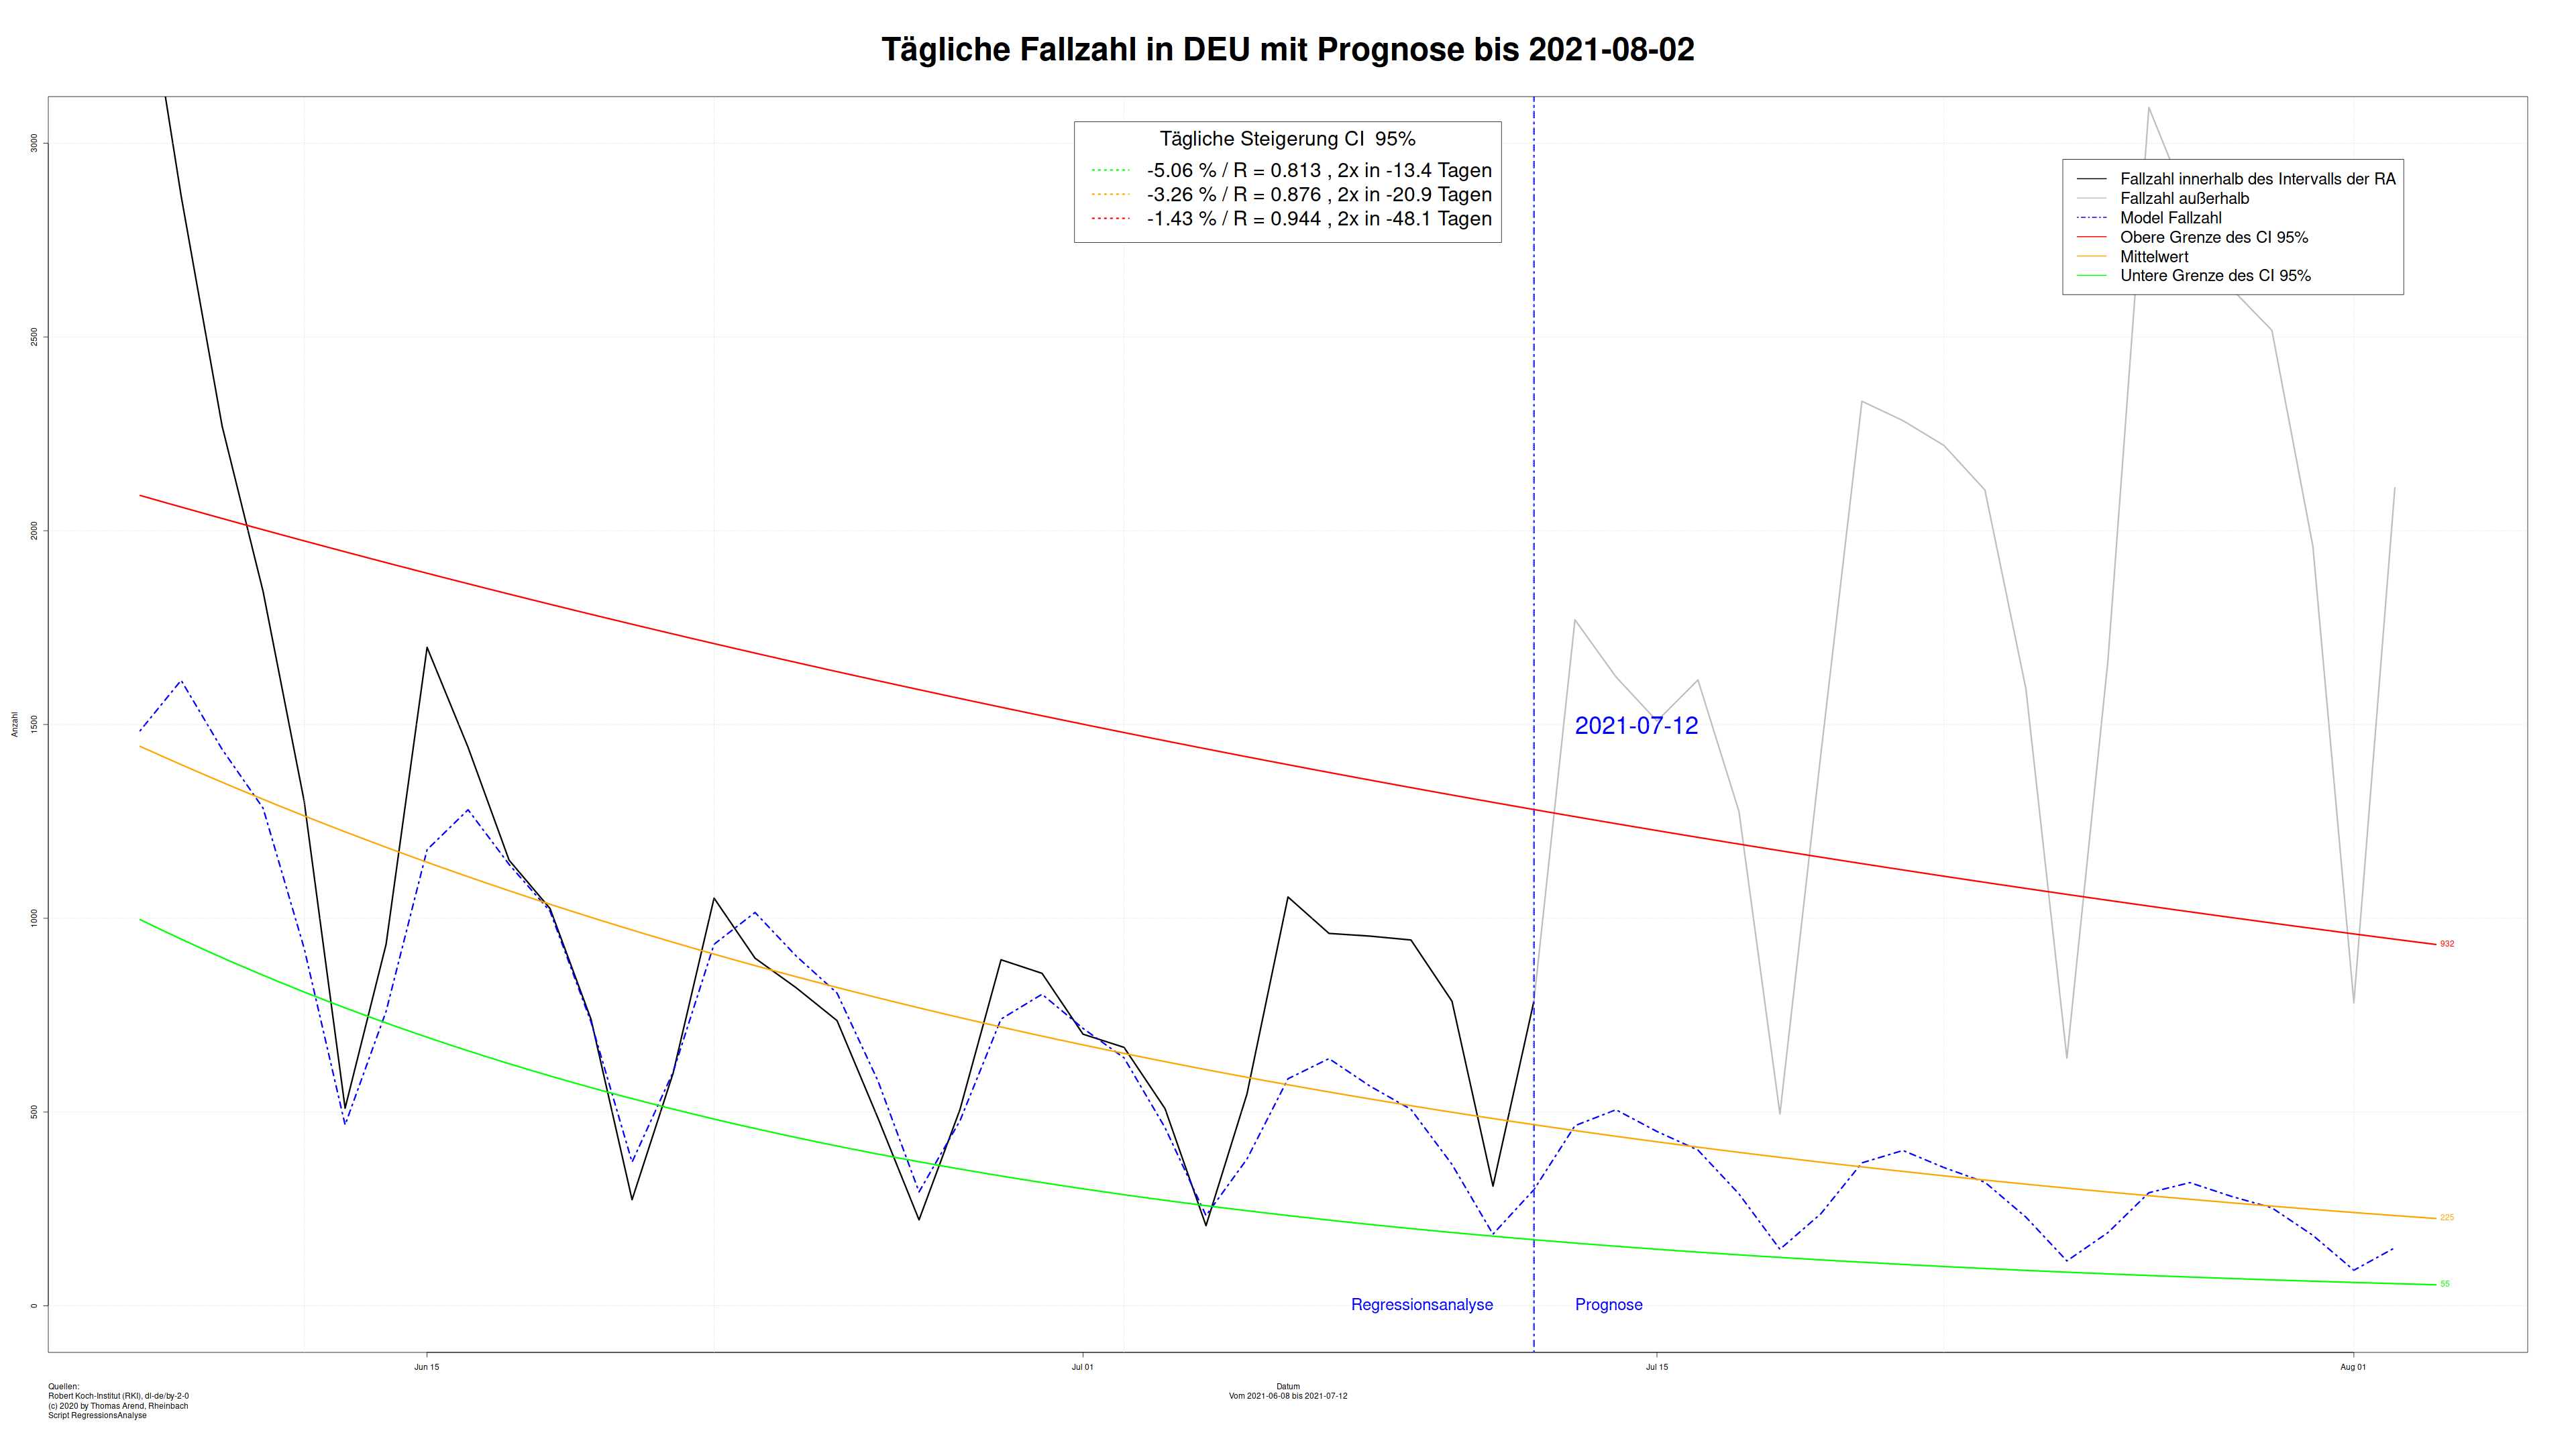 Tägliche Fallzahl in DEU mit Prognose bis 2021-08-02
Tägliche Steigerung CI  95%
-5.06 % / R = 0.813 , 2x in -13.4 Tagen
-3.26 % / R = 0.876 , 2x in -20.9 Tagen
-1.43 % / R = 0.944 , 2x in -48.1 Tagen
Fallzahl innerhalb des Intervalls der RA
Fallzahl außerhalb
Model Fallzahl
Obere Grenze des CI 95%
Mittelwert
Untere Grenze des CI 95%
3000
2500
2000
1500
1000
500
0
Anzahl
2021-07-12
932
225
55
Regressionsanalyse
Prognose
Jun 15
Jul 01
Jul 15
Aug 01
Datum
Vom 2021-06-08 bis 2021-07-12
Quellen:
Robert Koch-Institut (RKI), dl-de/by-2-0
(c) 2020 by Thomas Arend, Rheinbach
Script RegressionsAnalyse